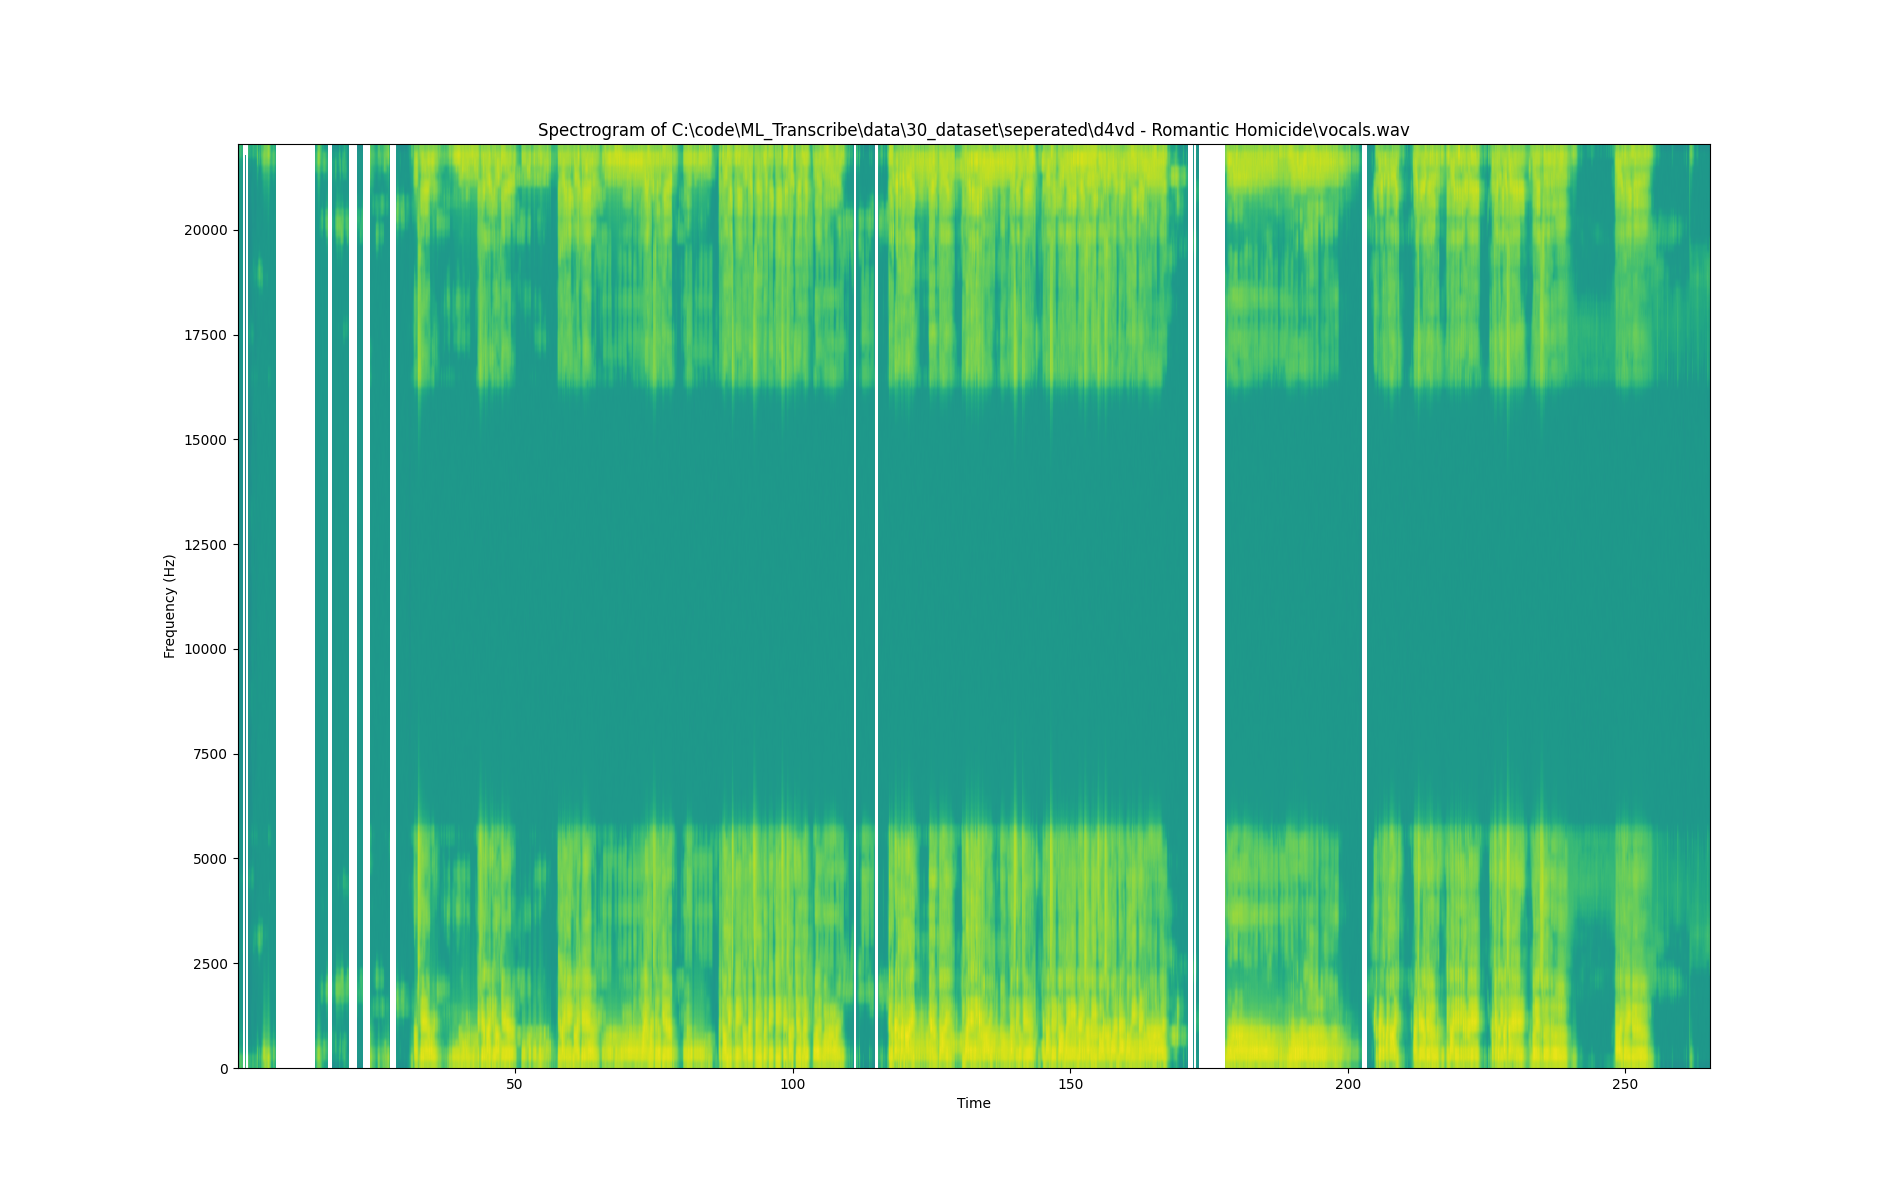 Spectrogram of C:\code\ML_Transcribe\data\30_dataset\seperated\d4vd - Romantic Homicide\vocals.wav
20000
17500
15000
12500
10000
7500
5000
2500
0
Frequency (Hz)
50 100 150 200 250
Time